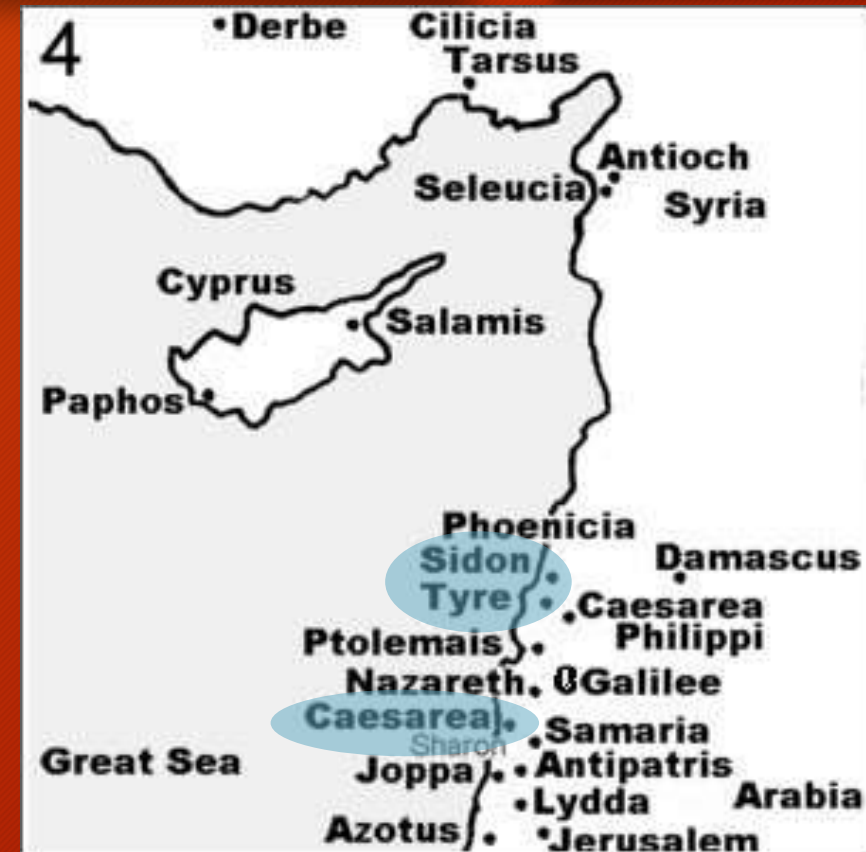 4
Derbe
Cilicia
Tarsus
Antioch
Seleucia
Syria
Cyprus
Salamis
Paphos
Phoenicia
Sidon
Damascus
Tyre
Caesarea
Philippi
Ptolemais
Nazareth
Galilee
Caesarea
Samaria
Sharon
Great Sea
Joppa
Antipatris
Lydda
Arabia
Azotus
Jerusalem